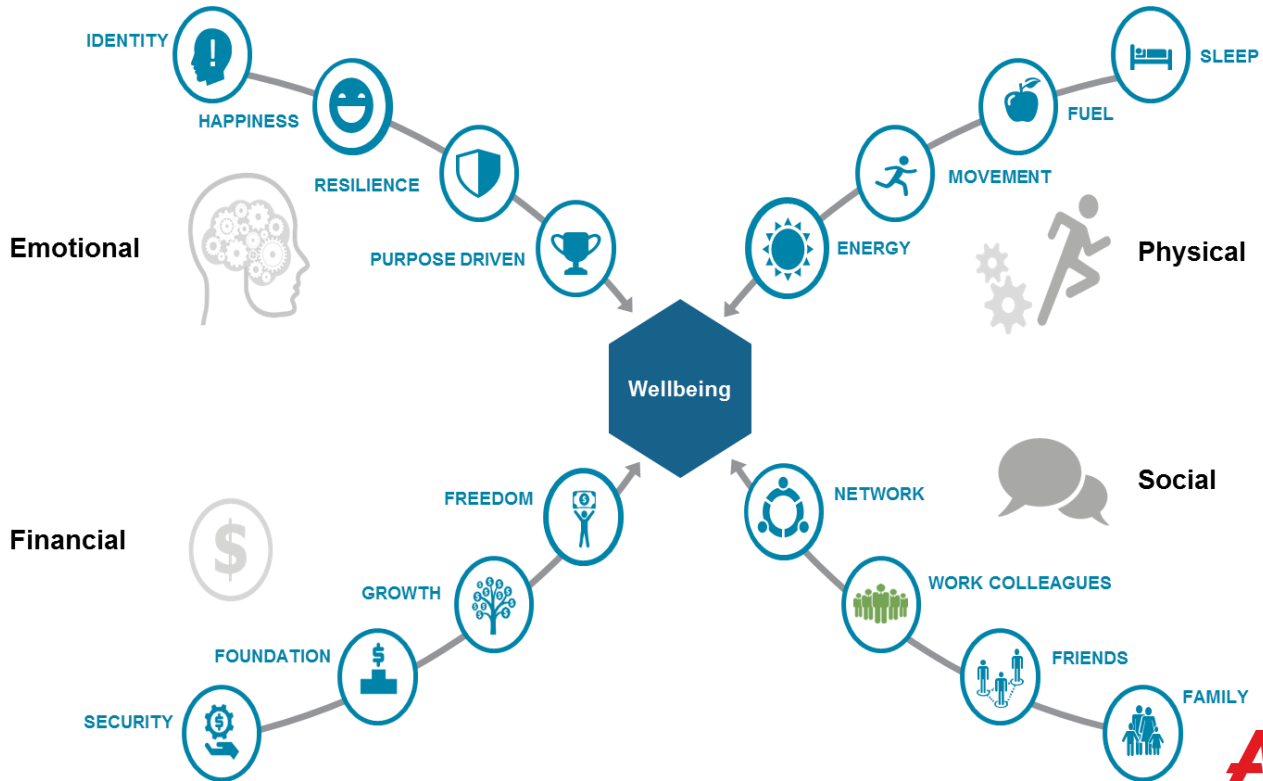 IDENTITY
SLEEP
HAPPINESS
FUEL
RESILIENCE
MOVEMENT
Emotional
PURPOSE DRIVEN
ENERGY
Physical
Wellbeing
Financial
FREEDOM
NETWORK
Social
GROWTH
WORK COLLEAGUES
FOUNDATION
FRIENDS
SECURITY
FAMILY